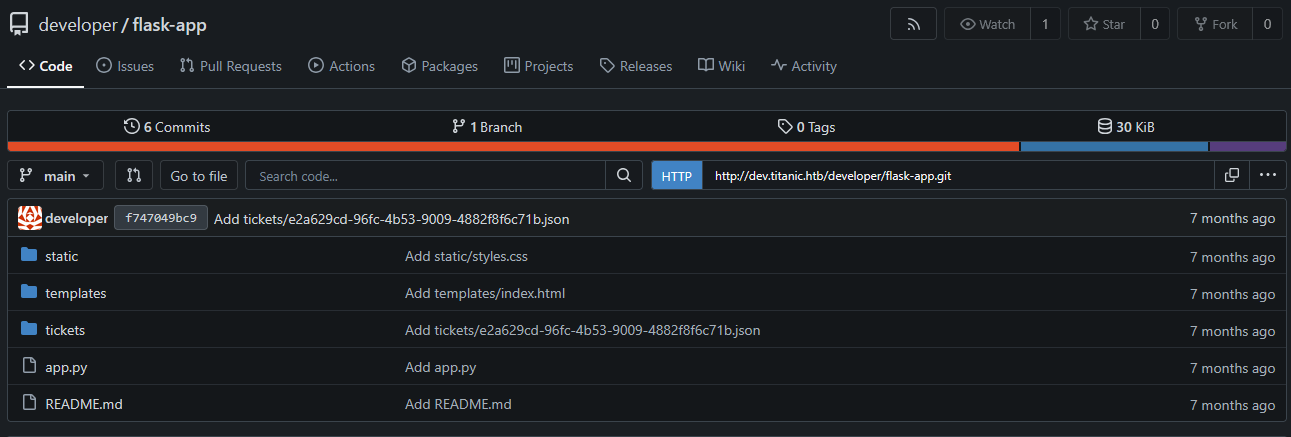 developer / flask-app Watch 1 Star 0 Fork 0
Code Issues Pull Requests Actions Packages Projects Releases Wiki Activity
6 Commits 1 Branch 0 Tags 30 KiB
main Go to file Search code... HTTP http://dev.titanic.htb/developer/flask-app.git
developer f747049bc9 Add tickets/e2a629cd-96fc-4b53-9009-4882f8f6c71b.json 7 months ago
static Add static/styles.css 7 months ago
templates Add templates/index.html 7 months ago
tickets Add tickets/e2a629cd-96fc-4b53-9009-4882f8f6c71b.json 7 months ago
app.py Add app.py 7 months ago
README.md Add README.md 7 months ago